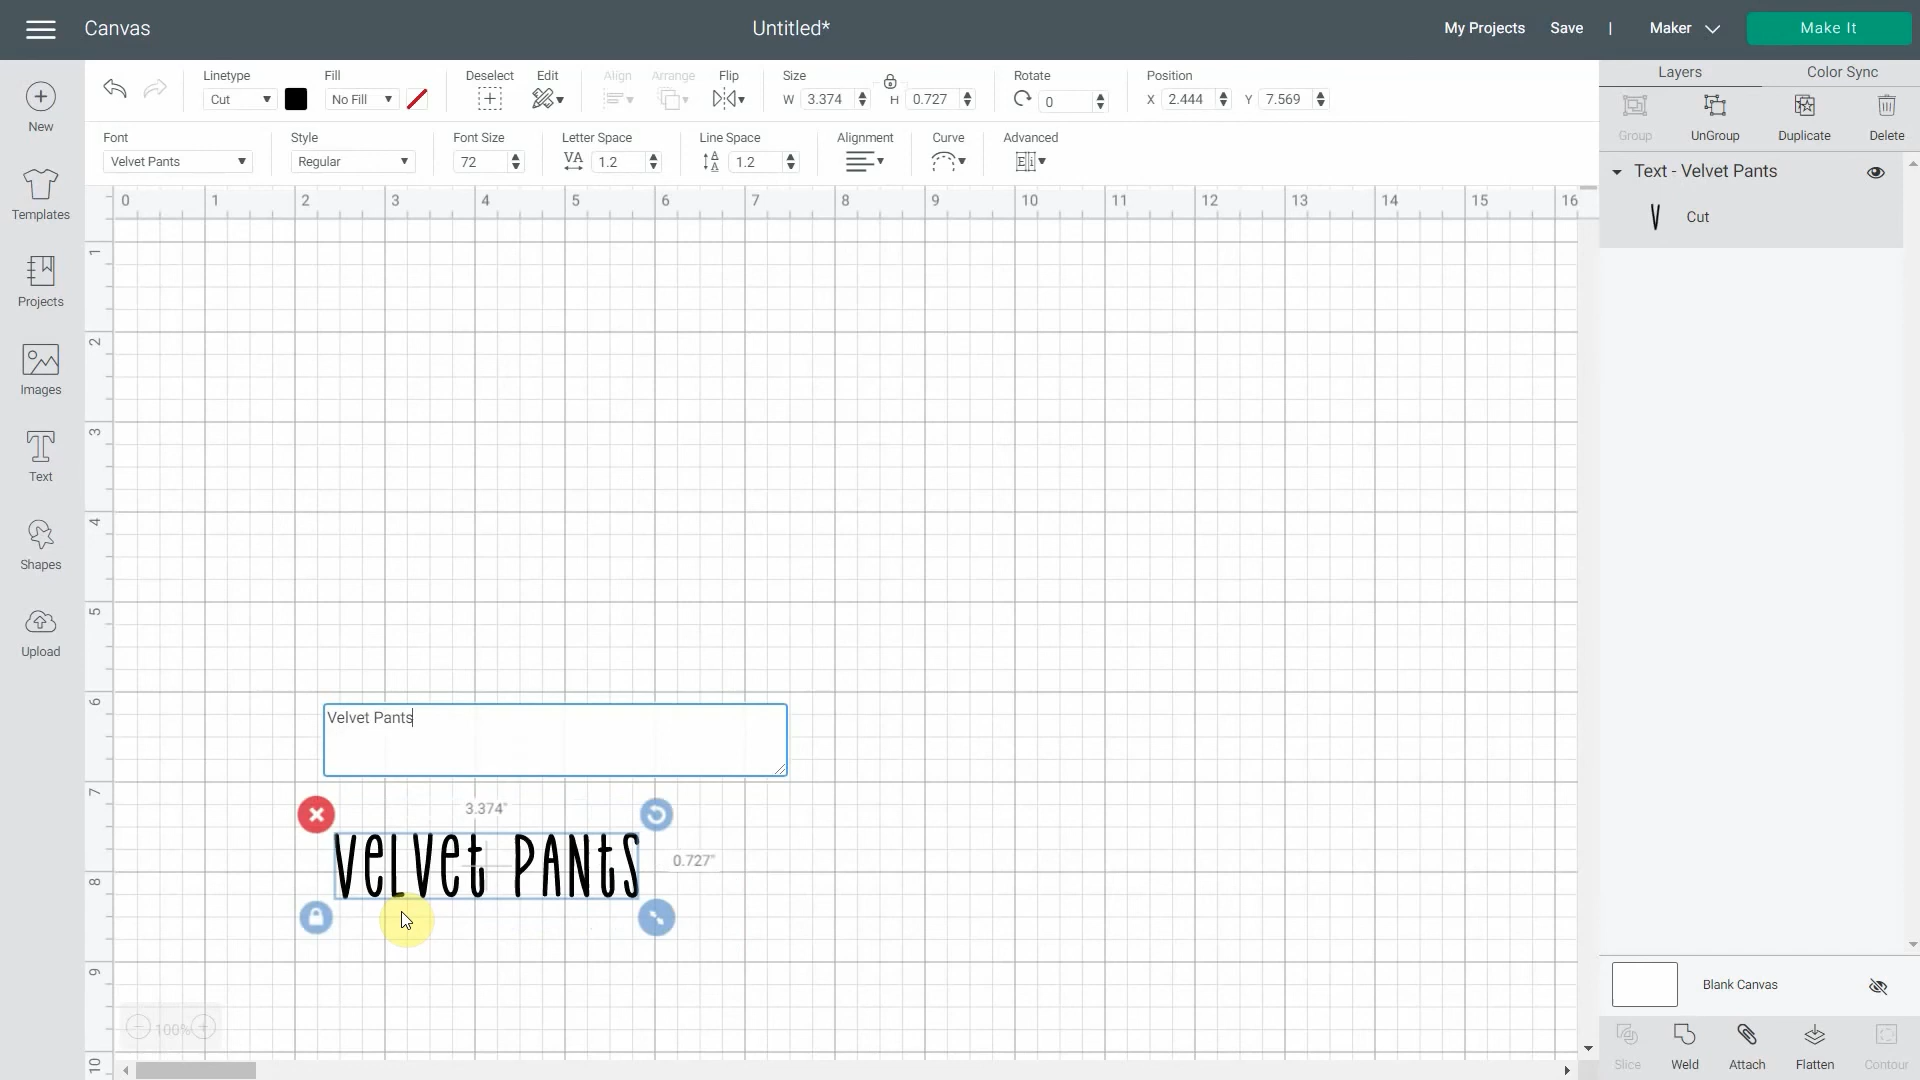 Canvas
Untitled*
My Projects Save | Maker Make It
New
Templates
Projects
Images
Text
Shapes
Upload
Linetype Fill Deselect Edit Align Arrange Flip Size Rotate Position
Cut No Fill W 3.374 H 0.727 0 X 2.444 Y 7.569
Font Style Font Size Letter Space Line Space Alignment Curve Advanced
Velvet Pants Regular 72 VA 1.2 1.2
0 1 2 3 4 5 6 7 8 9 10 11 12 13 14 15 16
1
2
3
4
5
6
7
8
9
10
Velvet Pants
3.374"
VeLVet PANtS
0.727"
100%
Layers Color Sync
Group UnGroup Duplicate Delete
Text - Velvet Pants
V Cut
Blank Canvas
Slice Weld Attach Flatten Contour